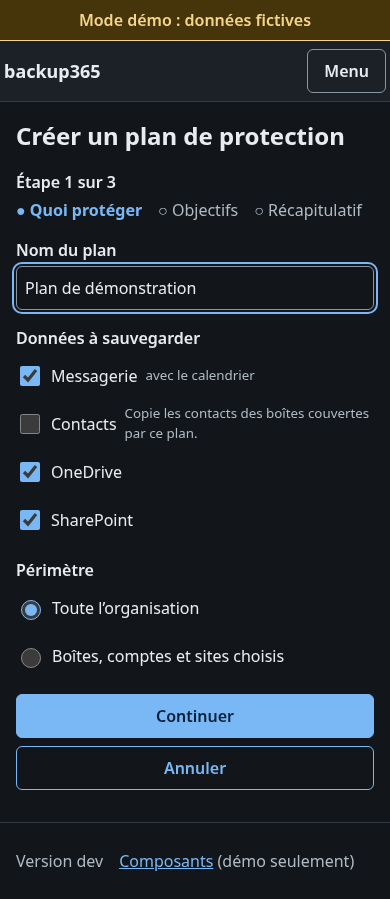 Mode démo : données fictives
backup365 Menu
Créer un plan de protection
Étape 1 sur 3
● Quoi protéger ○ Objectifs ○ Récapitulatif
Nom du plan
Plan de démonstration
Données à sauvegarder
Messagerie avec le calendrier
Contacts Copie les contacts des boîtes couvertes
par ce plan.
OneDrive
SharePoint
Périmètre
Toute l’organisation
Boîtes, comptes et sites choisis
Continuer
Annuler
Version dev Composants (démo seulement)